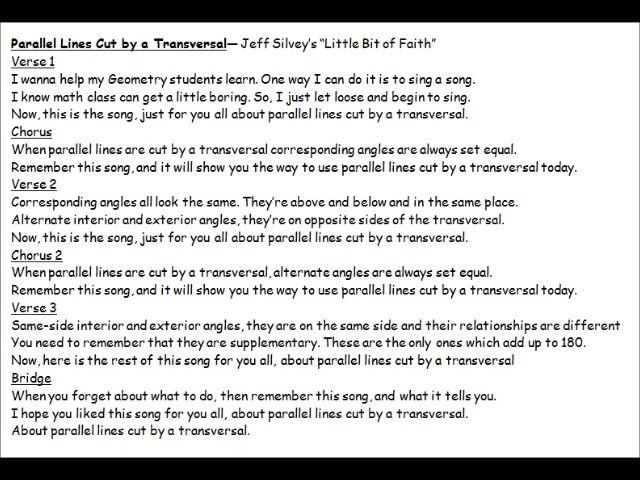 Parallel Lines Cut by a Transversal— Jeff Silvey's "Little Bit of Faith"
Verse 1
I wanna help my Geometry students learn. One way I can do it is to sing a song.
I know math class can get a little boring. So, I just let loose and begin to sing.
Now, this is the song, just for you all about parallel lines cut by a transversal.
Chorus
When parallel lines are cut by a transversal corresponding angles are always set equal.
Remember this song, and it will show you the way to use parallel lines cut by a transversal today.
Verse 2
Corresponding angles all look the same. They're above and below and in the same place.
Alternate interior and exterior angles, they're on opposite sides of the transversal.
Now, this is the song, just for you all about parallel lines cut by a transversal.
Chorus 2
When parallel lines are cut by a transversal, alternate angles are always set equal.
Remember this song, and it will show you the way to use parallel lines cut by a transversal today.
Verse 3
Same-side interior and exterior angles, they are on the same side and their relationships are different
You need to remember that they are supplementary. These are the only ones which add up to 180.
Now, here is the rest of this song for you all, about parallel lines cut by a transversal
Bridge
When you forget about what to do, then remember this song, and what it tells you.
I hope you liked this song for you all, about parallel lines cut by a transversal.
About parallel lines cut by a transversal.